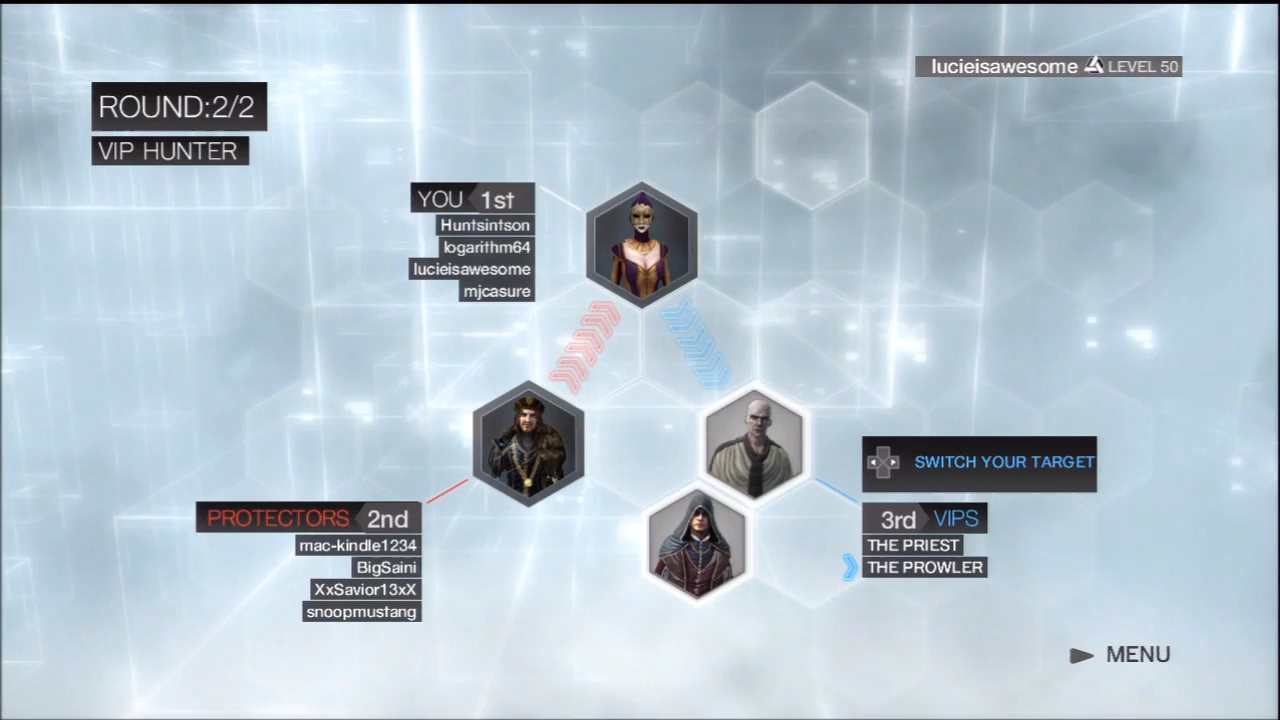 lucieisawesome LEVEL 50
ROUND:2/2
VIP HUNTER
YOU 1st
Huntsintson
logarithm64
lucieisawesome
mjcasure
SWITCH YOUR TARGET
PROTECTORS 2nd
mac-kindle1234
BigSaini
XxSavior13xX
snoopmustang
3rd VIPS
THE PRIEST
THE PROWLER
MENU